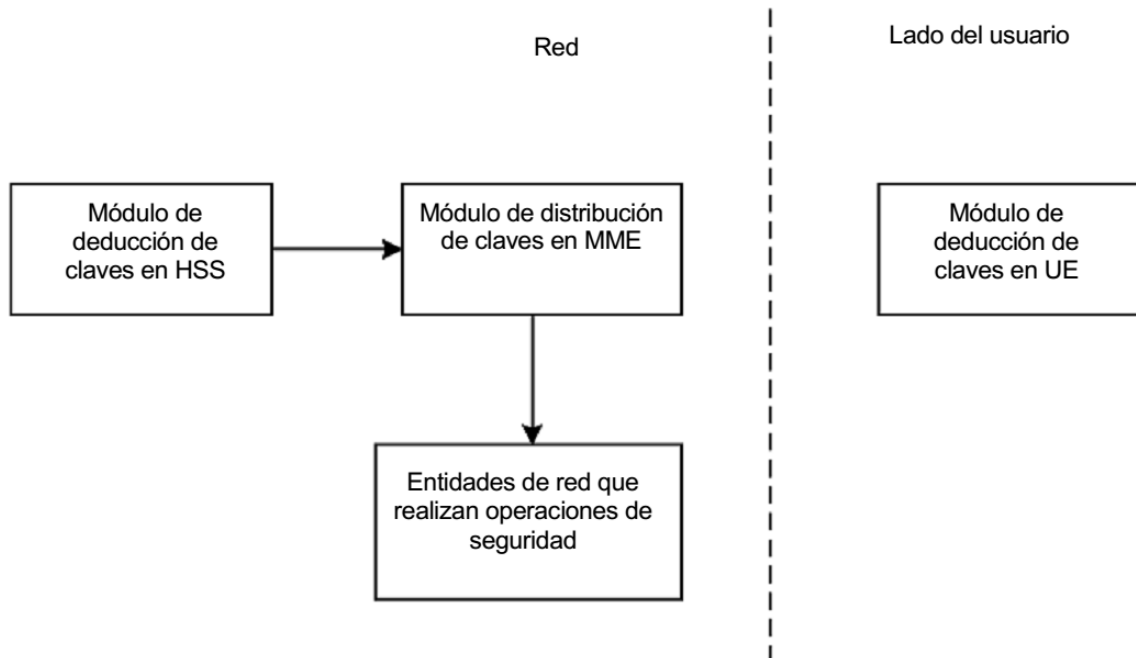 Red
Lado del usuario
Módulo de
deducción de
claves en HSS
Módulo de distribución
de claves en MME
Módulo de
deducción de
claves en UE
Entidades de red que
realizan operaciones de
seguridad